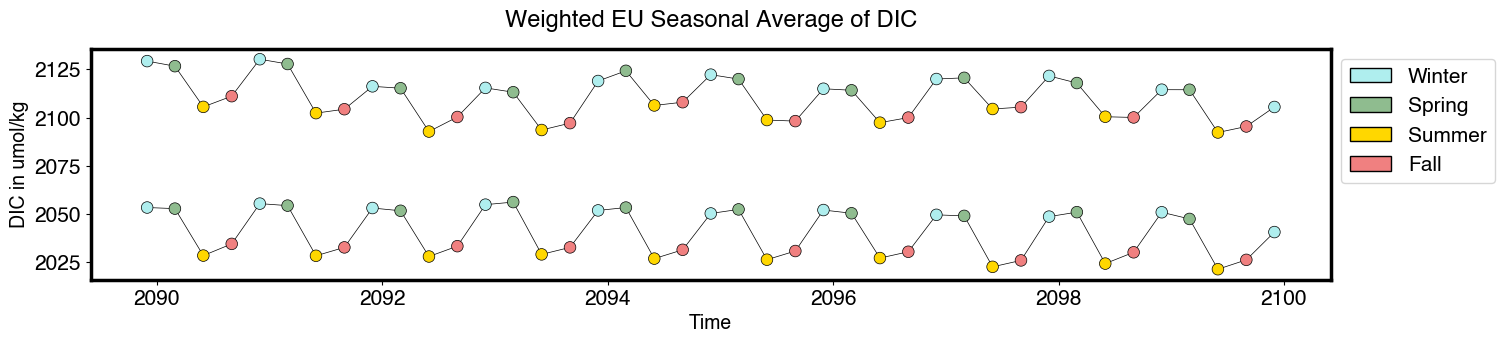 Weighted EU Seasonal Average of DIC
DIC in umol/kg
2125
2100
2075
2050
2025
2090 2092 2094 2096 2098 2100
Time
Winter
Spring
Summer
Fall